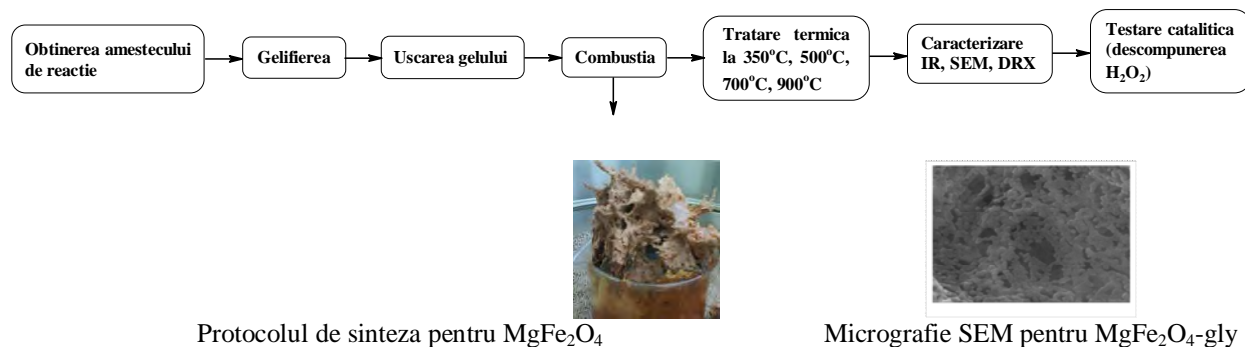 Obtinerea amestecului
de reactie
Gelifierea
Uscarea gelului
Combustia
Tratare termica
la 350°C, 500°C,
700°C, 900°C
Caracterizare
IR, SEM, DRX
Testare catalitica
(descompunerea
H₂O₂)
Protocolul de sinteza pentru MgFe₂O₄
Micrografie SEM pentru MgFe₂O₄-gly